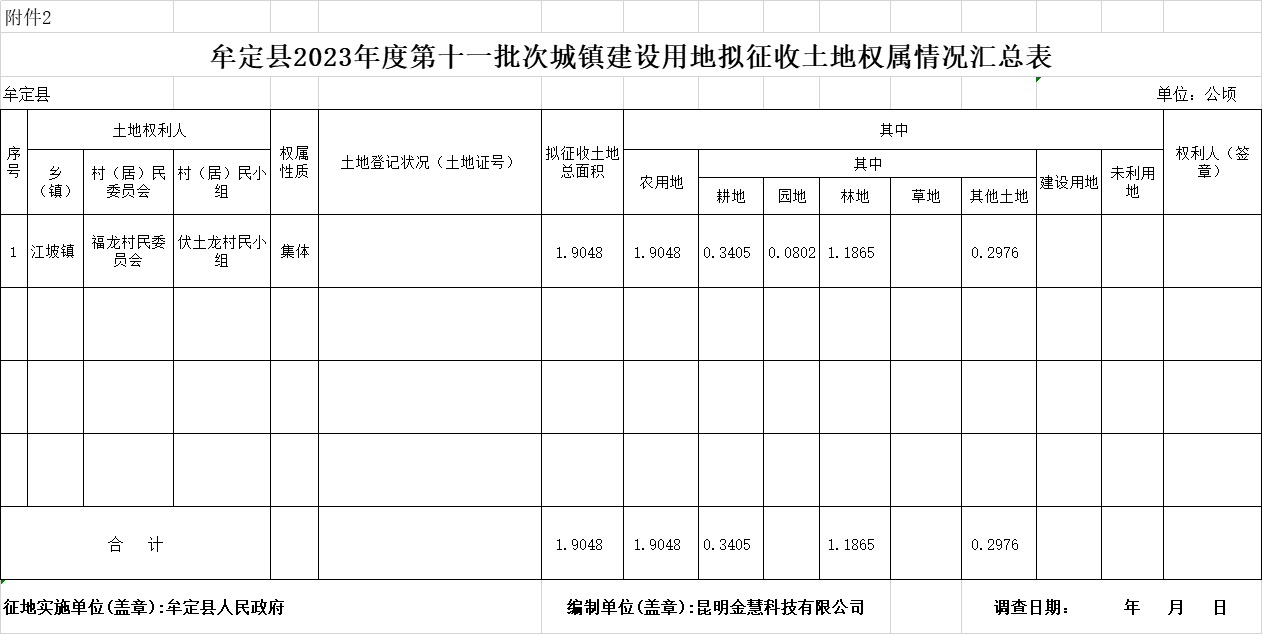 附件2
牟定县2023年度第十一批次城镇建设用地拟征收土地权属情况汇总表
牟定县 单位：公顷
序号 土地权利人 权属性质 土地登记状况（土地证号） 拟征收土地总面积 其中 权利人（签章）
乡（镇） 村（居）民委员会 村（居）民小组 农用地 其中 建设用地 未利用地
耕地 园地 林地 草地 其他土地
1 江坡镇 福龙村民委员会 伏土龙村民小组 集体 1.9048 1.9048 0.3405 0.0802 1.1865 0.2976
合 计 1.9048 1.9048 0.3405 1.1865 0.2976
征地实施单位(盖章):牟定县人民政府 编制单位(盖章):昆明金慧科技有限公司 调查日期： 年 月 日